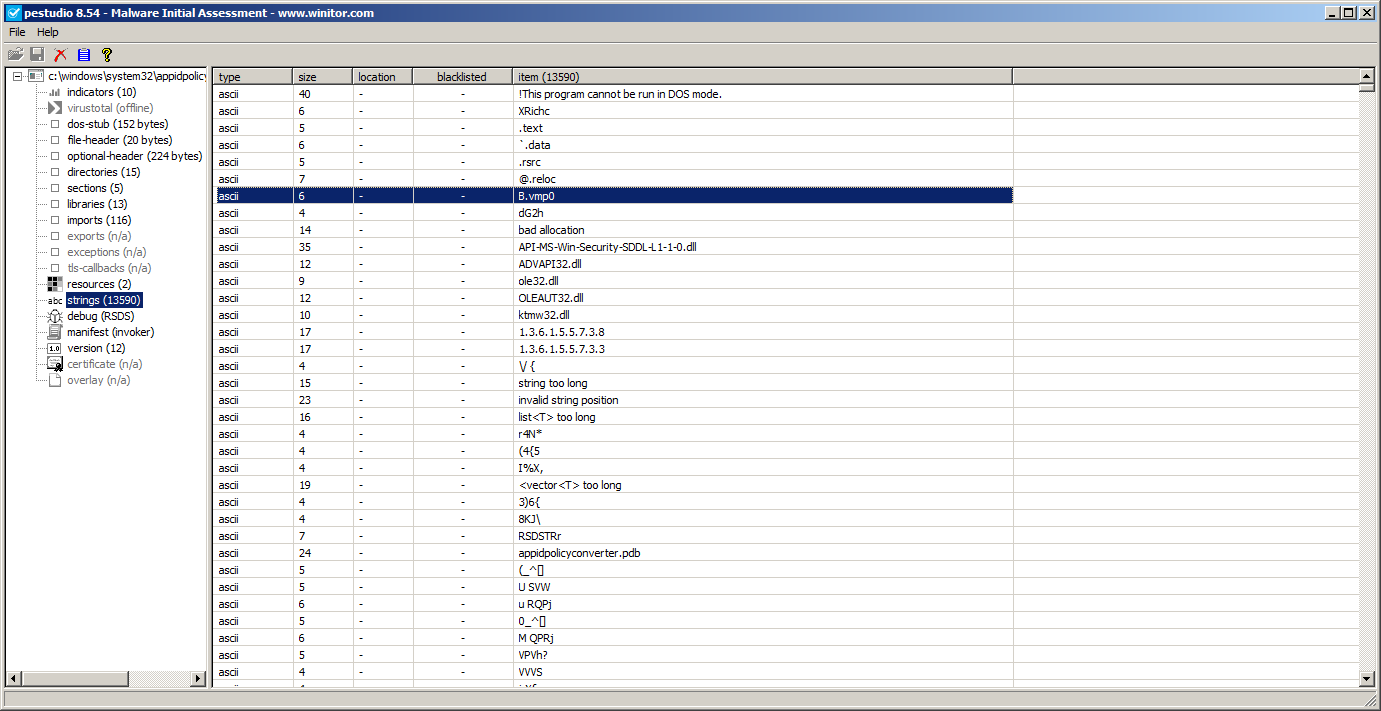 pestudio 8.54 - Malware Initial Assessment - www.winitor.com
File Help
c:\windows\system32\appidpolicy
indicators (10)
virustotal (offline)
dos-stub (152 bytes)
file-header (20 bytes)
optional-header (224 bytes)
directories (15)
sections (5)
libraries (13)
imports (116)
exports (n/a)
exceptions (n/a)
tls-callbacks (n/a)
resources (2)
abc strings (13590)
debug (RSDS)
manifest (invoker)
1.0 version (12)
certificate (n/a)
overlay (n/a)
type size location blacklisted item (13590)
ascii 40 - - !This program cannot be run in DOS mode.
ascii 6 - - XRichc
ascii 5 - - .text
ascii 6 - - `.data
ascii 5 - - .rsrc
ascii 7 - - @.reloc
ascii 6 - - B.vmp0
ascii 4 - - dG2h
ascii 14 - - bad allocation
ascii 35 - - API-MS-Win-Security-SDDL-L1-1-0.dll
ascii 12 - - ADVAPI32.dll
ascii 9 - - ole32.dll
ascii 12 - - OLEAUT32.dll
ascii 10 - - ktmw32.dll
ascii 17 - - 1.3.6.1.5.5.7.3.8
ascii 17 - - 1.3.6.1.5.5.7.3.3
ascii 4 - - \/ {
ascii 15 - - string too long
ascii 23 - - invalid string position
ascii 16 - - list<T> too long
ascii 4 - - r4N*
ascii 4 - - (4{5
ascii 4 - - I%X,
ascii 19 - - <vector<T> too long
ascii 4 - - 3)6{
ascii 4 - - 8KJ\
ascii 7 - - RSDSTRr
ascii 24 - - appidpolicyconverter.pdb
ascii 5 - - (_^[]
ascii 5 - - U SVW
ascii 6 - - u RQPj
ascii 5 - - 0_^[]
ascii 6 - - M QPRj
ascii 5 - - VPVh?
ascii 4 - - VVVS